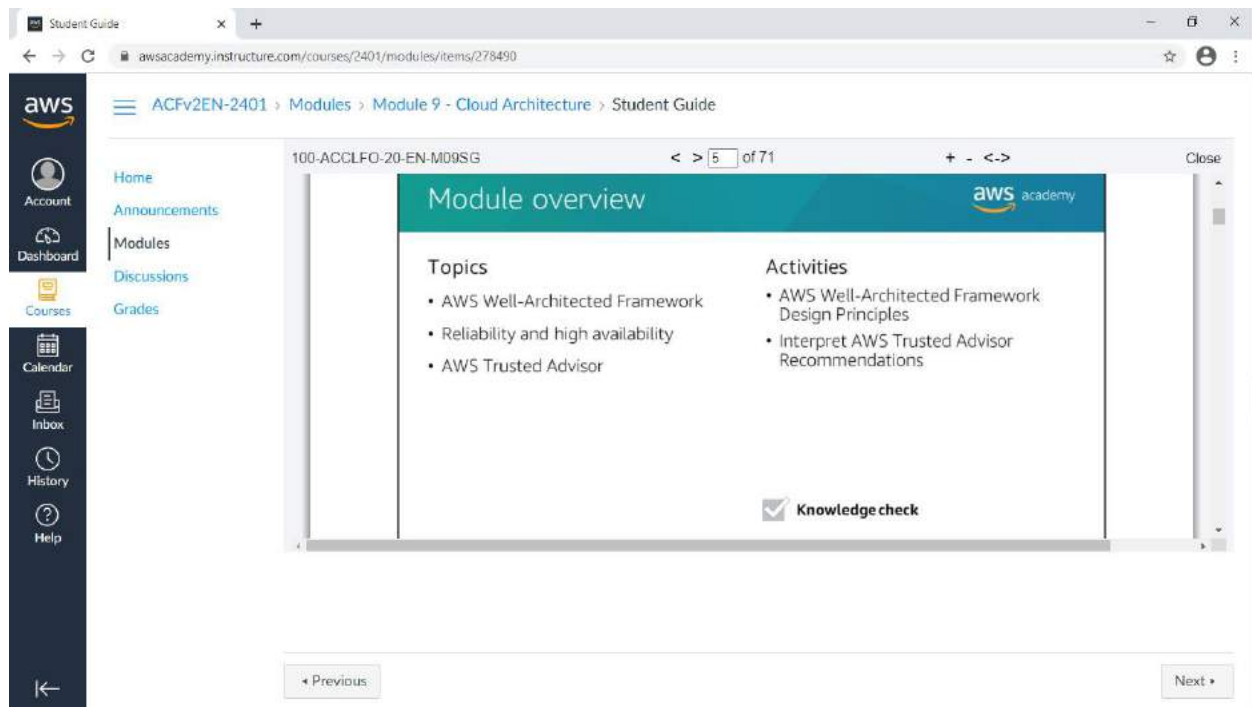 Student Guide
awsacademy.instructure.com/courses/2401/modules/items/278490
aws
ACFv2EN-2401 > Modules > Module 9 - Cloud Architecture > Student Guide
Account
Dashboard
Courses
Calendar
Inbox
History
Help
Home
Announcements
Modules
Discussions
Grades
100-ACCLFO-20-EN-M09SG < > 5 of 71 + - <-> Close
Module overview
aws academy
Topics
• AWS Well-Architected Framework
• Reliability and high availability
• AWS Trusted Advisor
Activities
• AWS Well-Architected Framework
Design Principles
• Interpret AWS Trusted Advisor
Recommendations
Knowledge check
◂ Previous
Next ▸